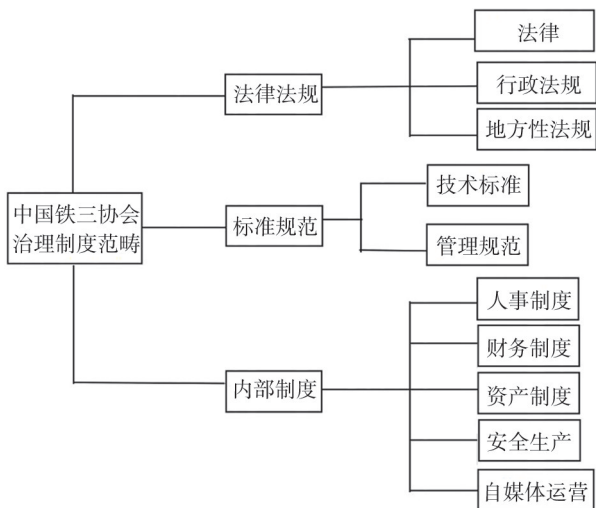 中国铁三协会
治理制度范畴
法律法规
法律
行政法规
地方性法规
标准规范
技术标准
管理规范
内部制度
人事制度
财务制度
资产制度
安全生产
自媒体运营